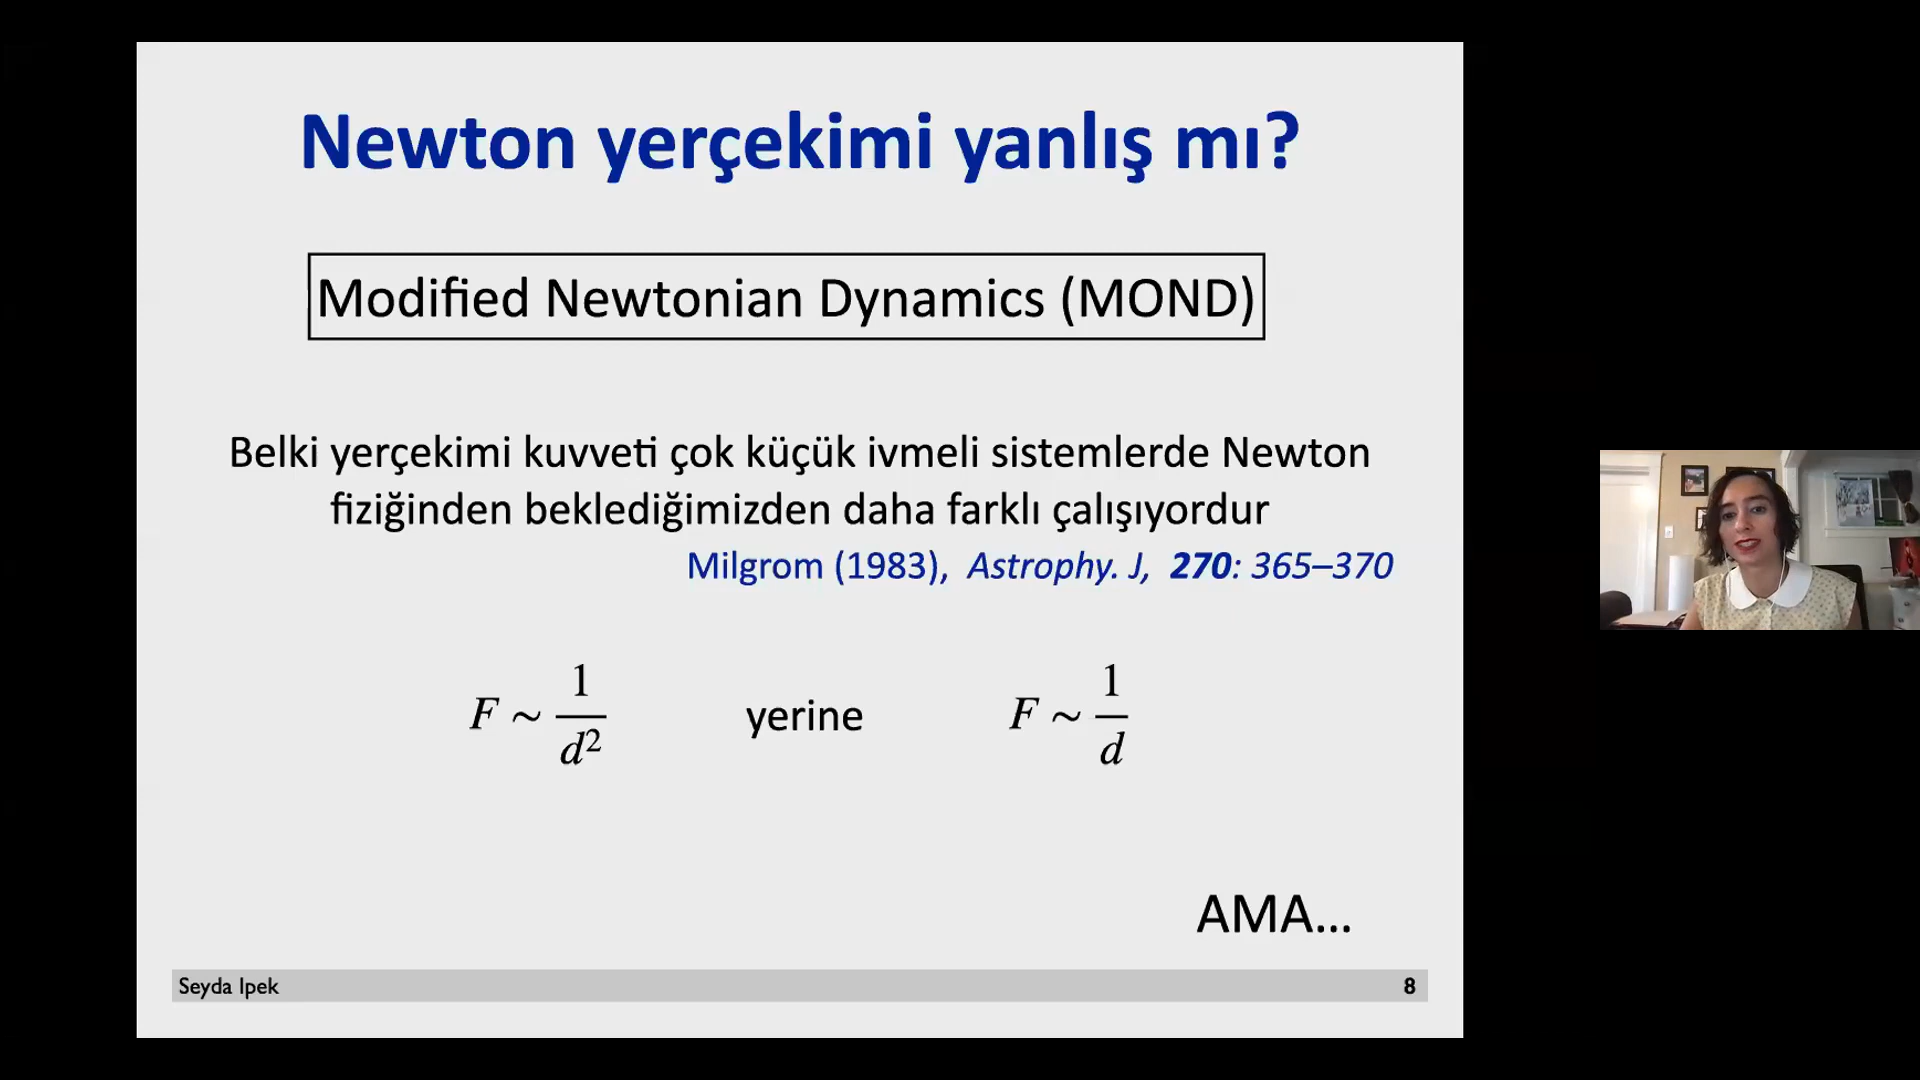 Newton yerçekimi yanlış mı?
Modified Newtonian Dynamics (MOND)
Belki yerçekimi kuvveti çok küçük ivmeli sistemlerde Newton
fiziğinden beklediğimizden daha farklı çalışıyordur
Milgrom (1983), Astrophy. J, 270: 365–370
F ~ 1/d² yerine F ~ 1/d
AMA...
Seyda Ipek 8